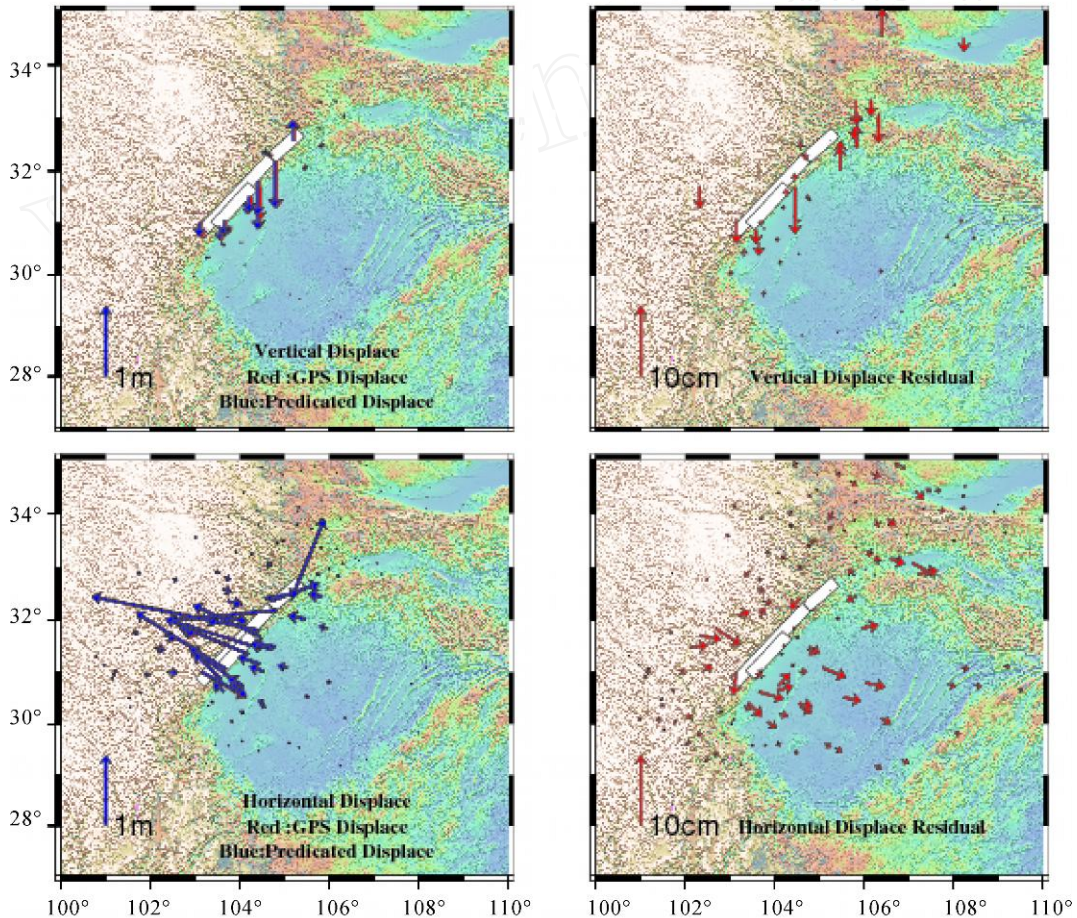 34°
32°
30°
28°
1m
Vertical Displace
Red :GPS Displace
Blue:Predicated Displace
10cm
Vertical Displace Residual
34°
32°
30°
28°
1m
Horizontal Displace
Red :GPS Displace
Blue:Predicated Displace
10cm
Horizontal Displace Residual
100° 102° 104° 106° 108° 110°
100° 102° 104° 106° 108° 110°